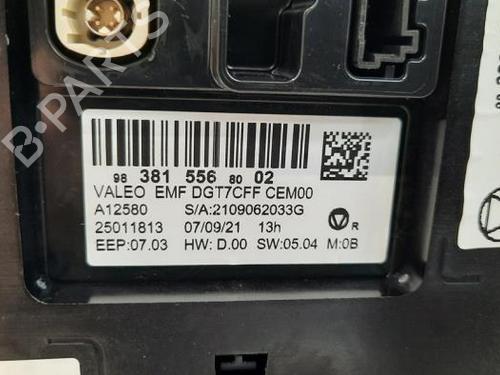 98 381 556 80 02
VALEO EMF DGT7CFF CEM00
A12580 S/A:2109062033G
25011813 07/09/21 13h
EEP:07.03 HW:D.00 SW:05.04 M:0B
R
B-PARTS